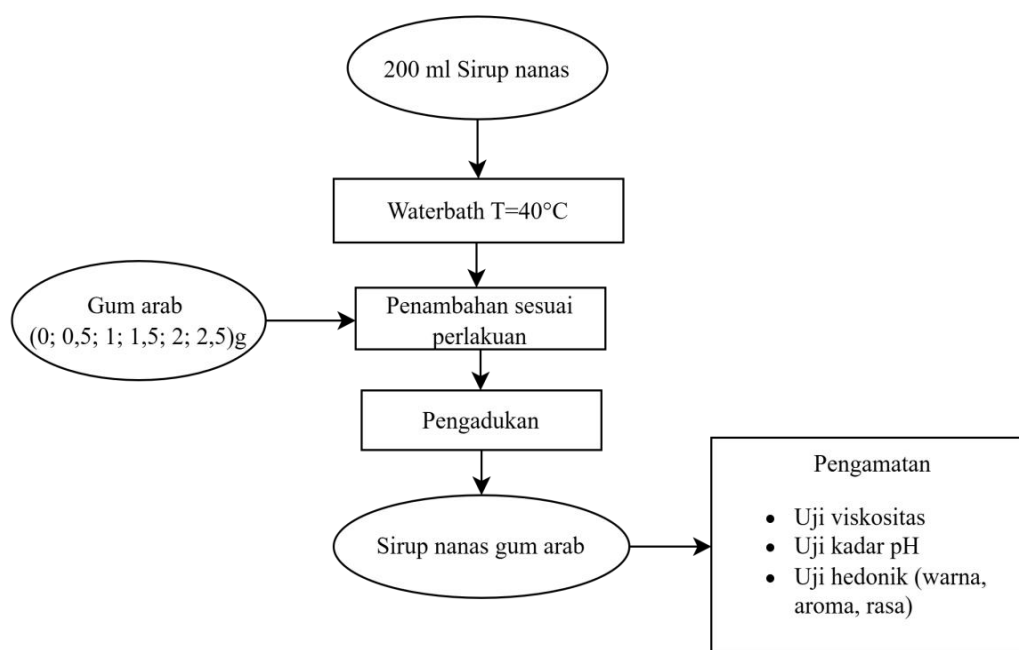 200 ml Sirup nanas
Waterbath T=40°C
Gum arab
(0; 0,5; 1; 1,5; 2; 2,5)g
Penambahan sesuai
perlakuan
Pengadukan
Sirup nanas gum arab
Pengamatan
• Uji viskositas
• Uji kadar pH
• Uji hedonik (warna,
aroma, rasa)